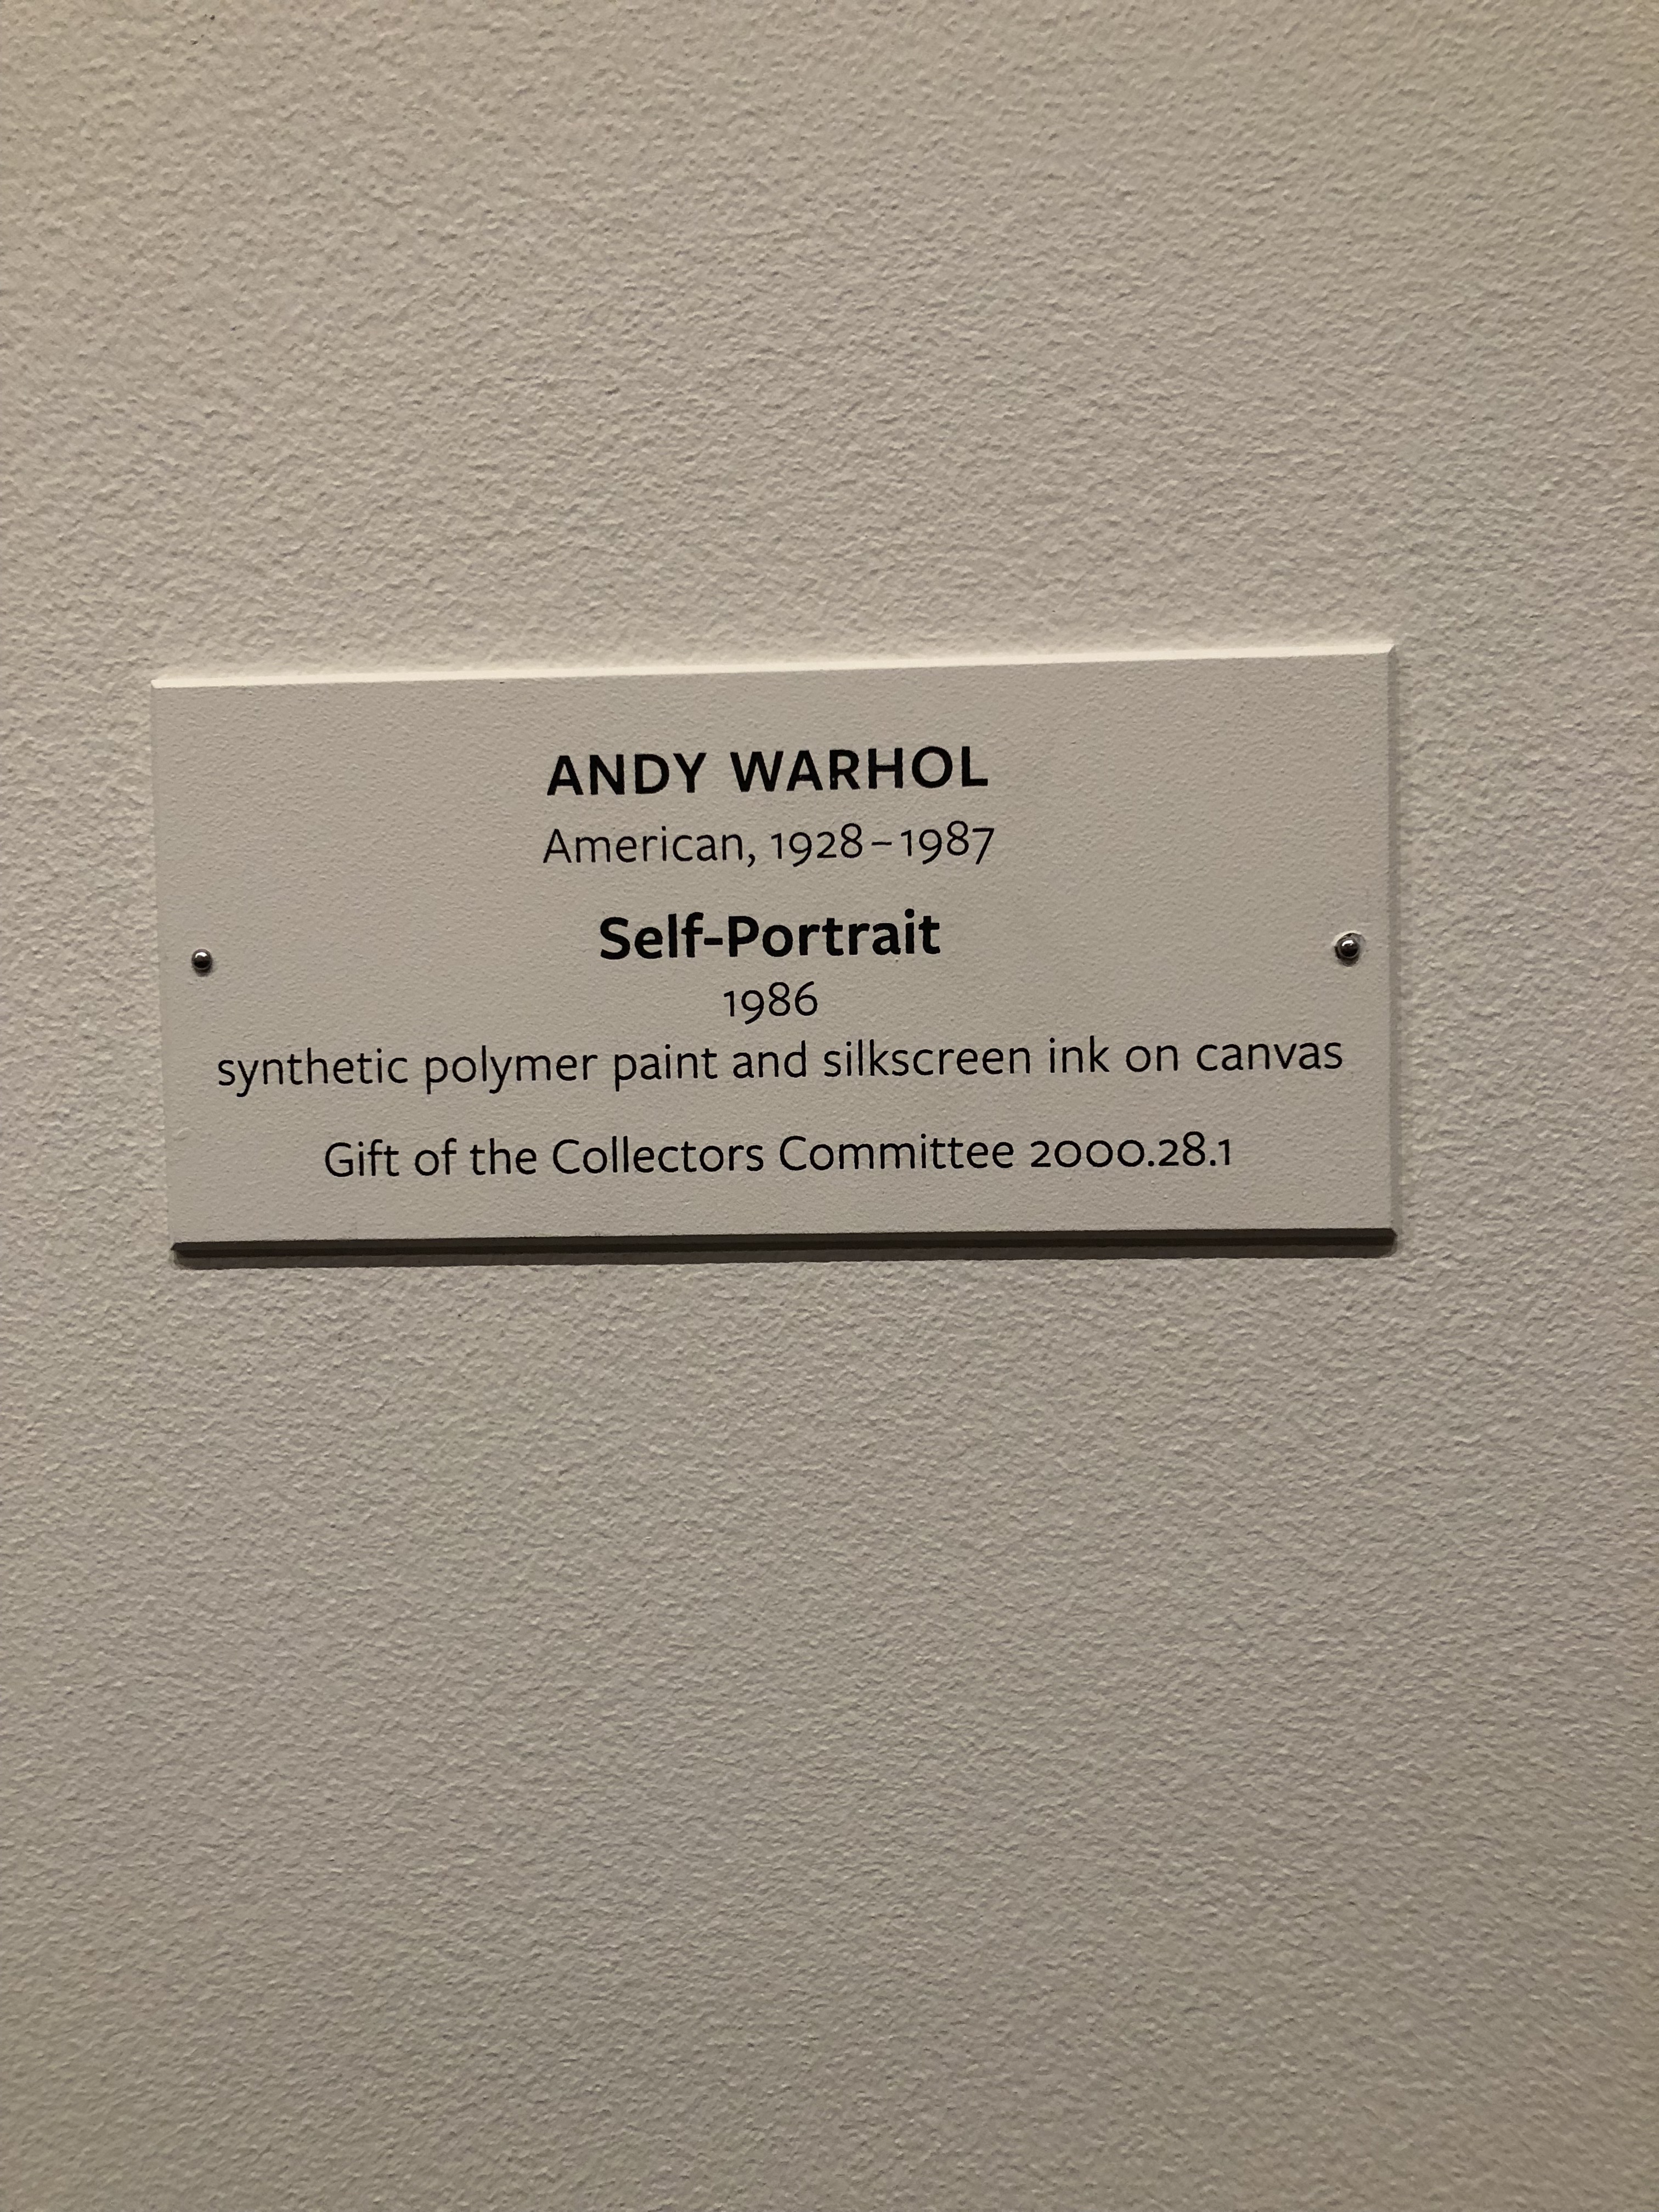 ANDY WARHOL
American, 1928–1987
Self-Portrait
1986
synthetic polymer paint and silkscreen ink on canvas
Gift of the Collectors Committee 2000.28.1